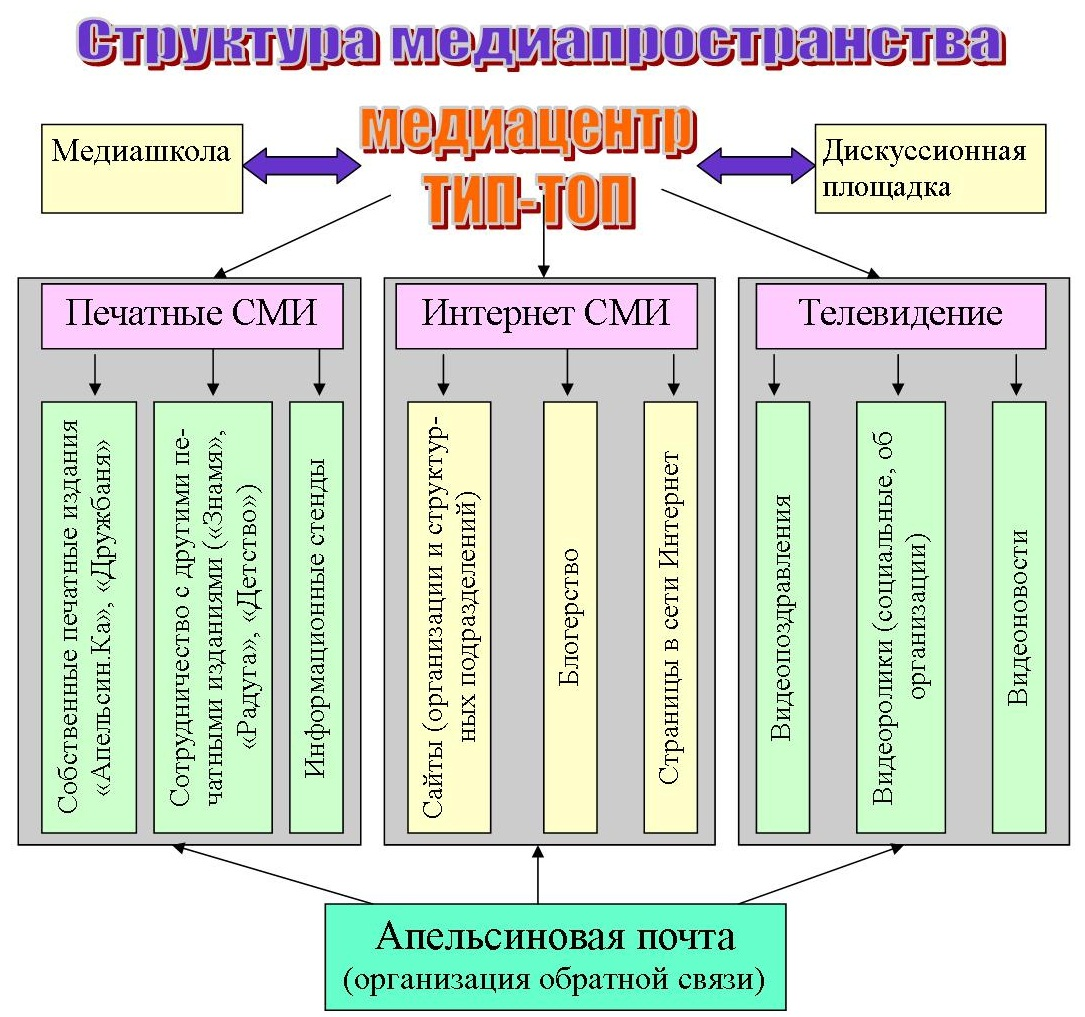 Структура медиапространства
медиацентр
ТИП-ТОП
Медиашкола
Дискуссионная
площадка
Печатные СМИ
Собственные печатные издания
«Апельсин.Ка», «Дружбаня»
Сотрудничество с другими пе-
чатными изданиями («Знамя»,
«Радуга», «Детство»)
Информационные стенды
Интернет СМИ
Сайты (организации и структур-
ных подразделений)
Блогерство
Страницы в сети Интернет
Телевидение
Видеопоздравления
Видеоролики (социальные, об
организации)
Видеоновости
Апельсиновая почта
(организация обратной связи)